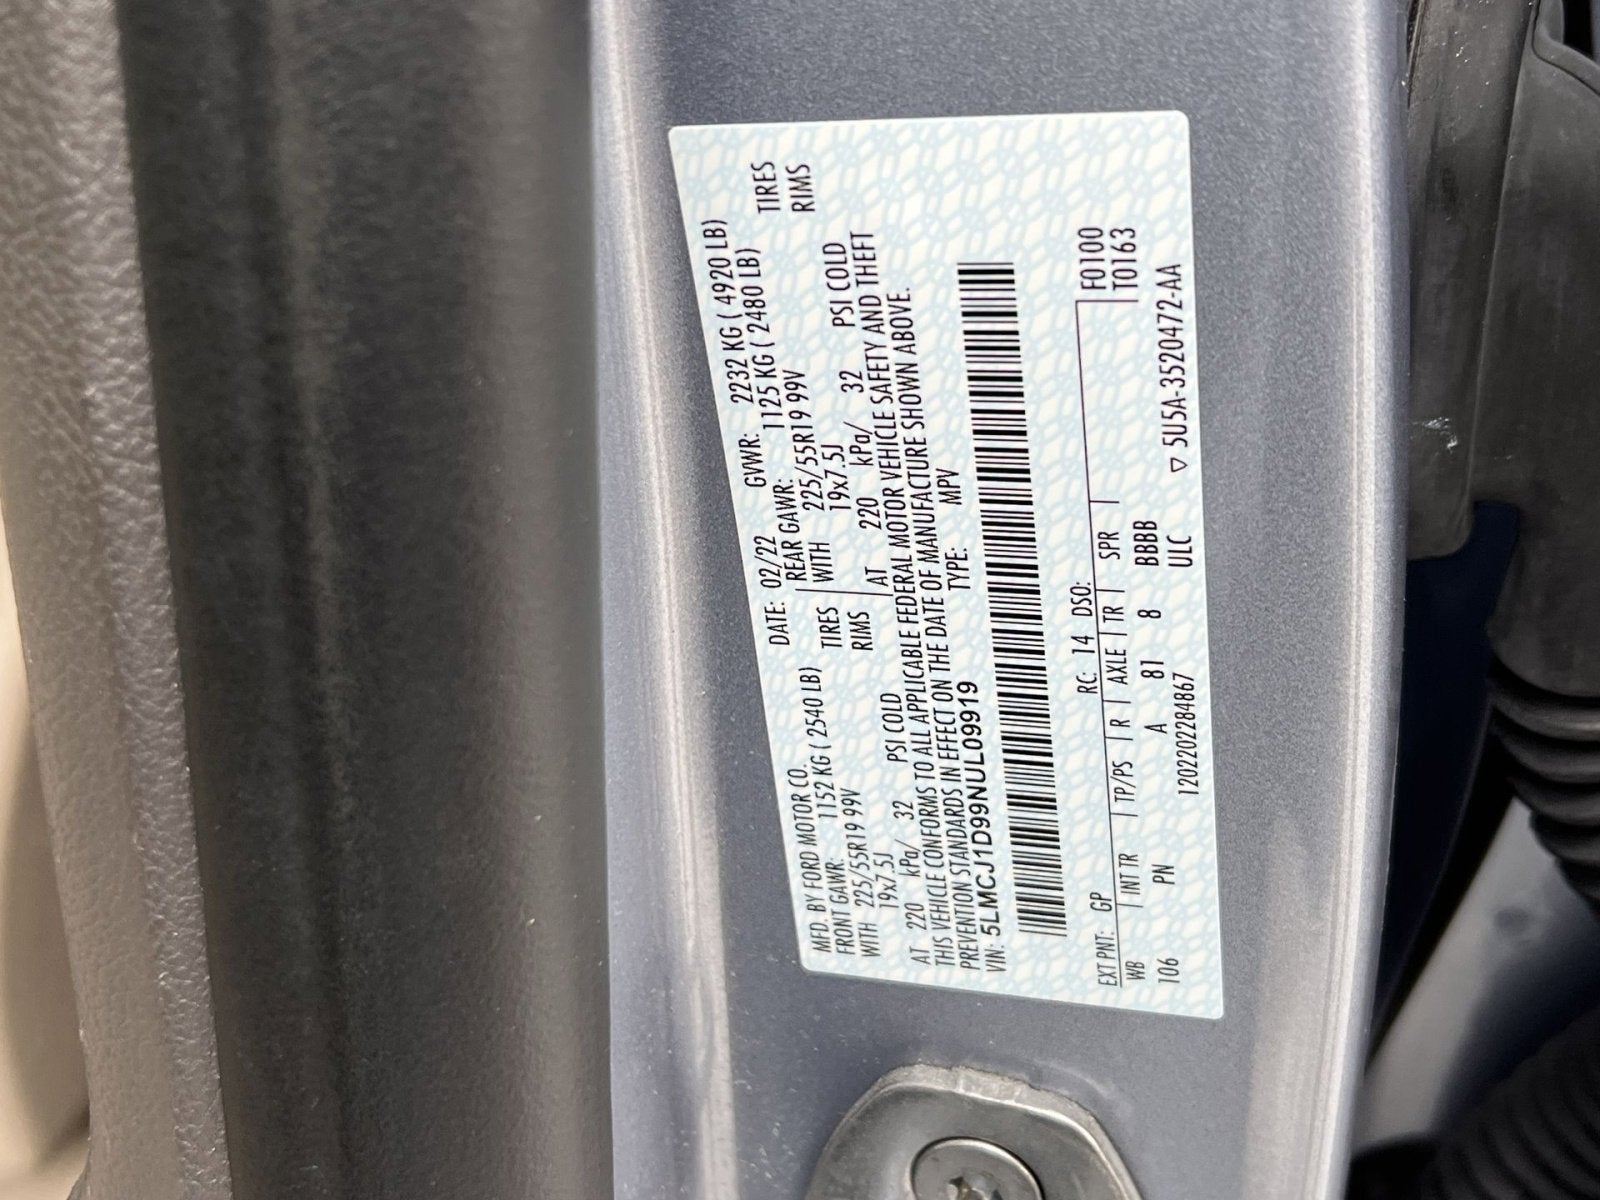 MFD. BY FORD MOTOR CO. DATE: 02/22 GVWR: 2232 KG ( 4920 LB)
FRONT GAWR: 1152 KG ( 2540 LB) REAR GAWR: 1125 KG ( 2480 LB)
WITH 225/55R19 99V TIRES WITH 225/55R19 99V TIRES
19x7.5J RIMS 19x7.5J RIMS
AT 220 kPa/ 32 PSI COLD AT 220 kPa/ 32 PSI COLD
THIS VEHICLE CONFORMS TO ALL APPLICABLE FEDERAL MOTOR VEHICLE SAFETY AND THEFT
PREVENTION STANDARDS IN EFFECT ON THE DATE OF MANUFACTURE SHOWN ABOVE.
VIN: 5LMCJ1D99NUL09919 TYPE: MPV
F0100
T0163
EXT PNT: GP RC: 14 DSO:
WB INT TR TP/PS R AXLE TR SPR
106 PN A 81 8 BBBB
120220228​4867 ULC ▽ 5U5A-3520472-AA